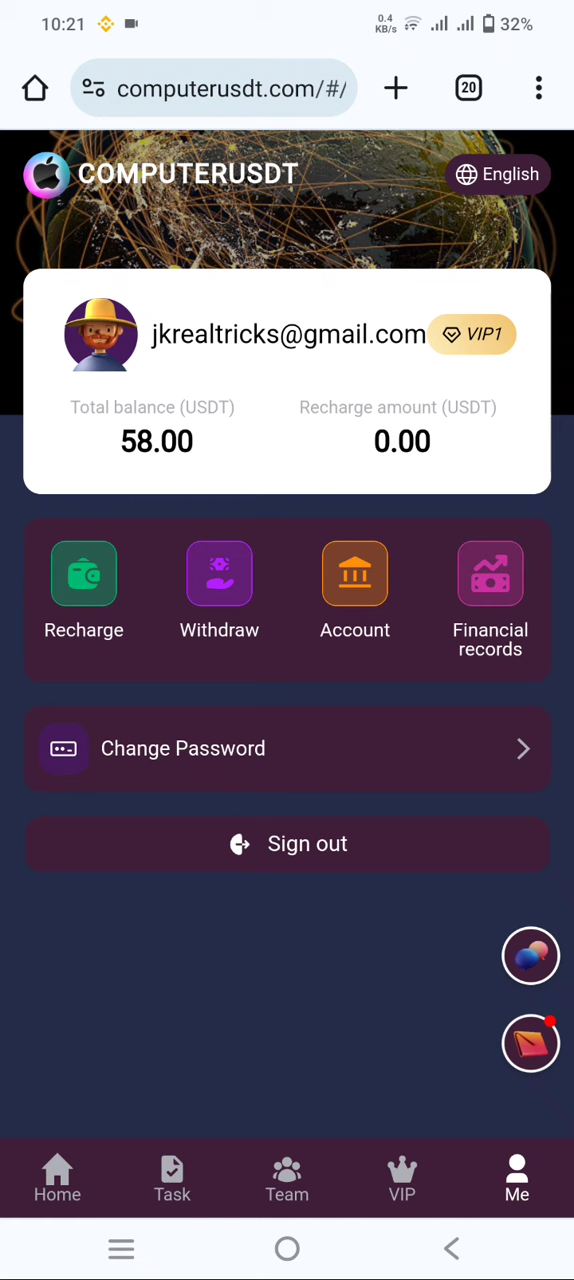 10:21
0.4
KB/s
32%
computerusdt.com/#/
20
COMPUTERUSDT
English
jkrealtricks@gmail.com
VIP1
Total balance (USDT)
Recharge amount (USDT)
58.00
0.00
Recharge
Withdraw
Account
Financial
records
Change Password
Sign out
Home
Task
Team
VIP
Me